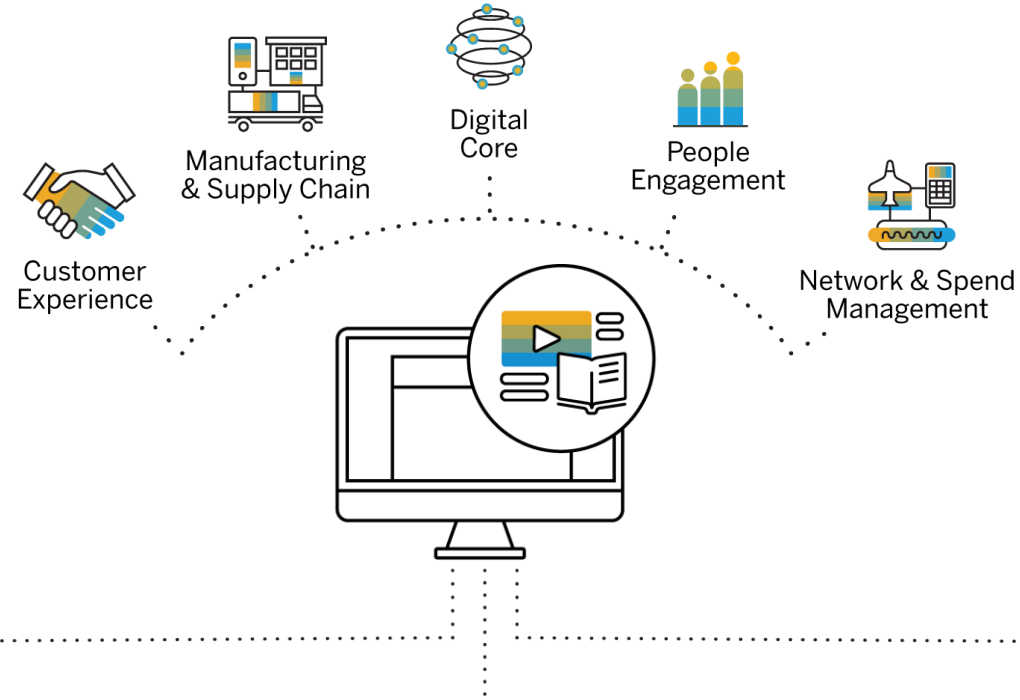 Digital
Core
Manufacturing
& Supply Chain
People
Engagement
Customer
Experience
Network & Spend
Management